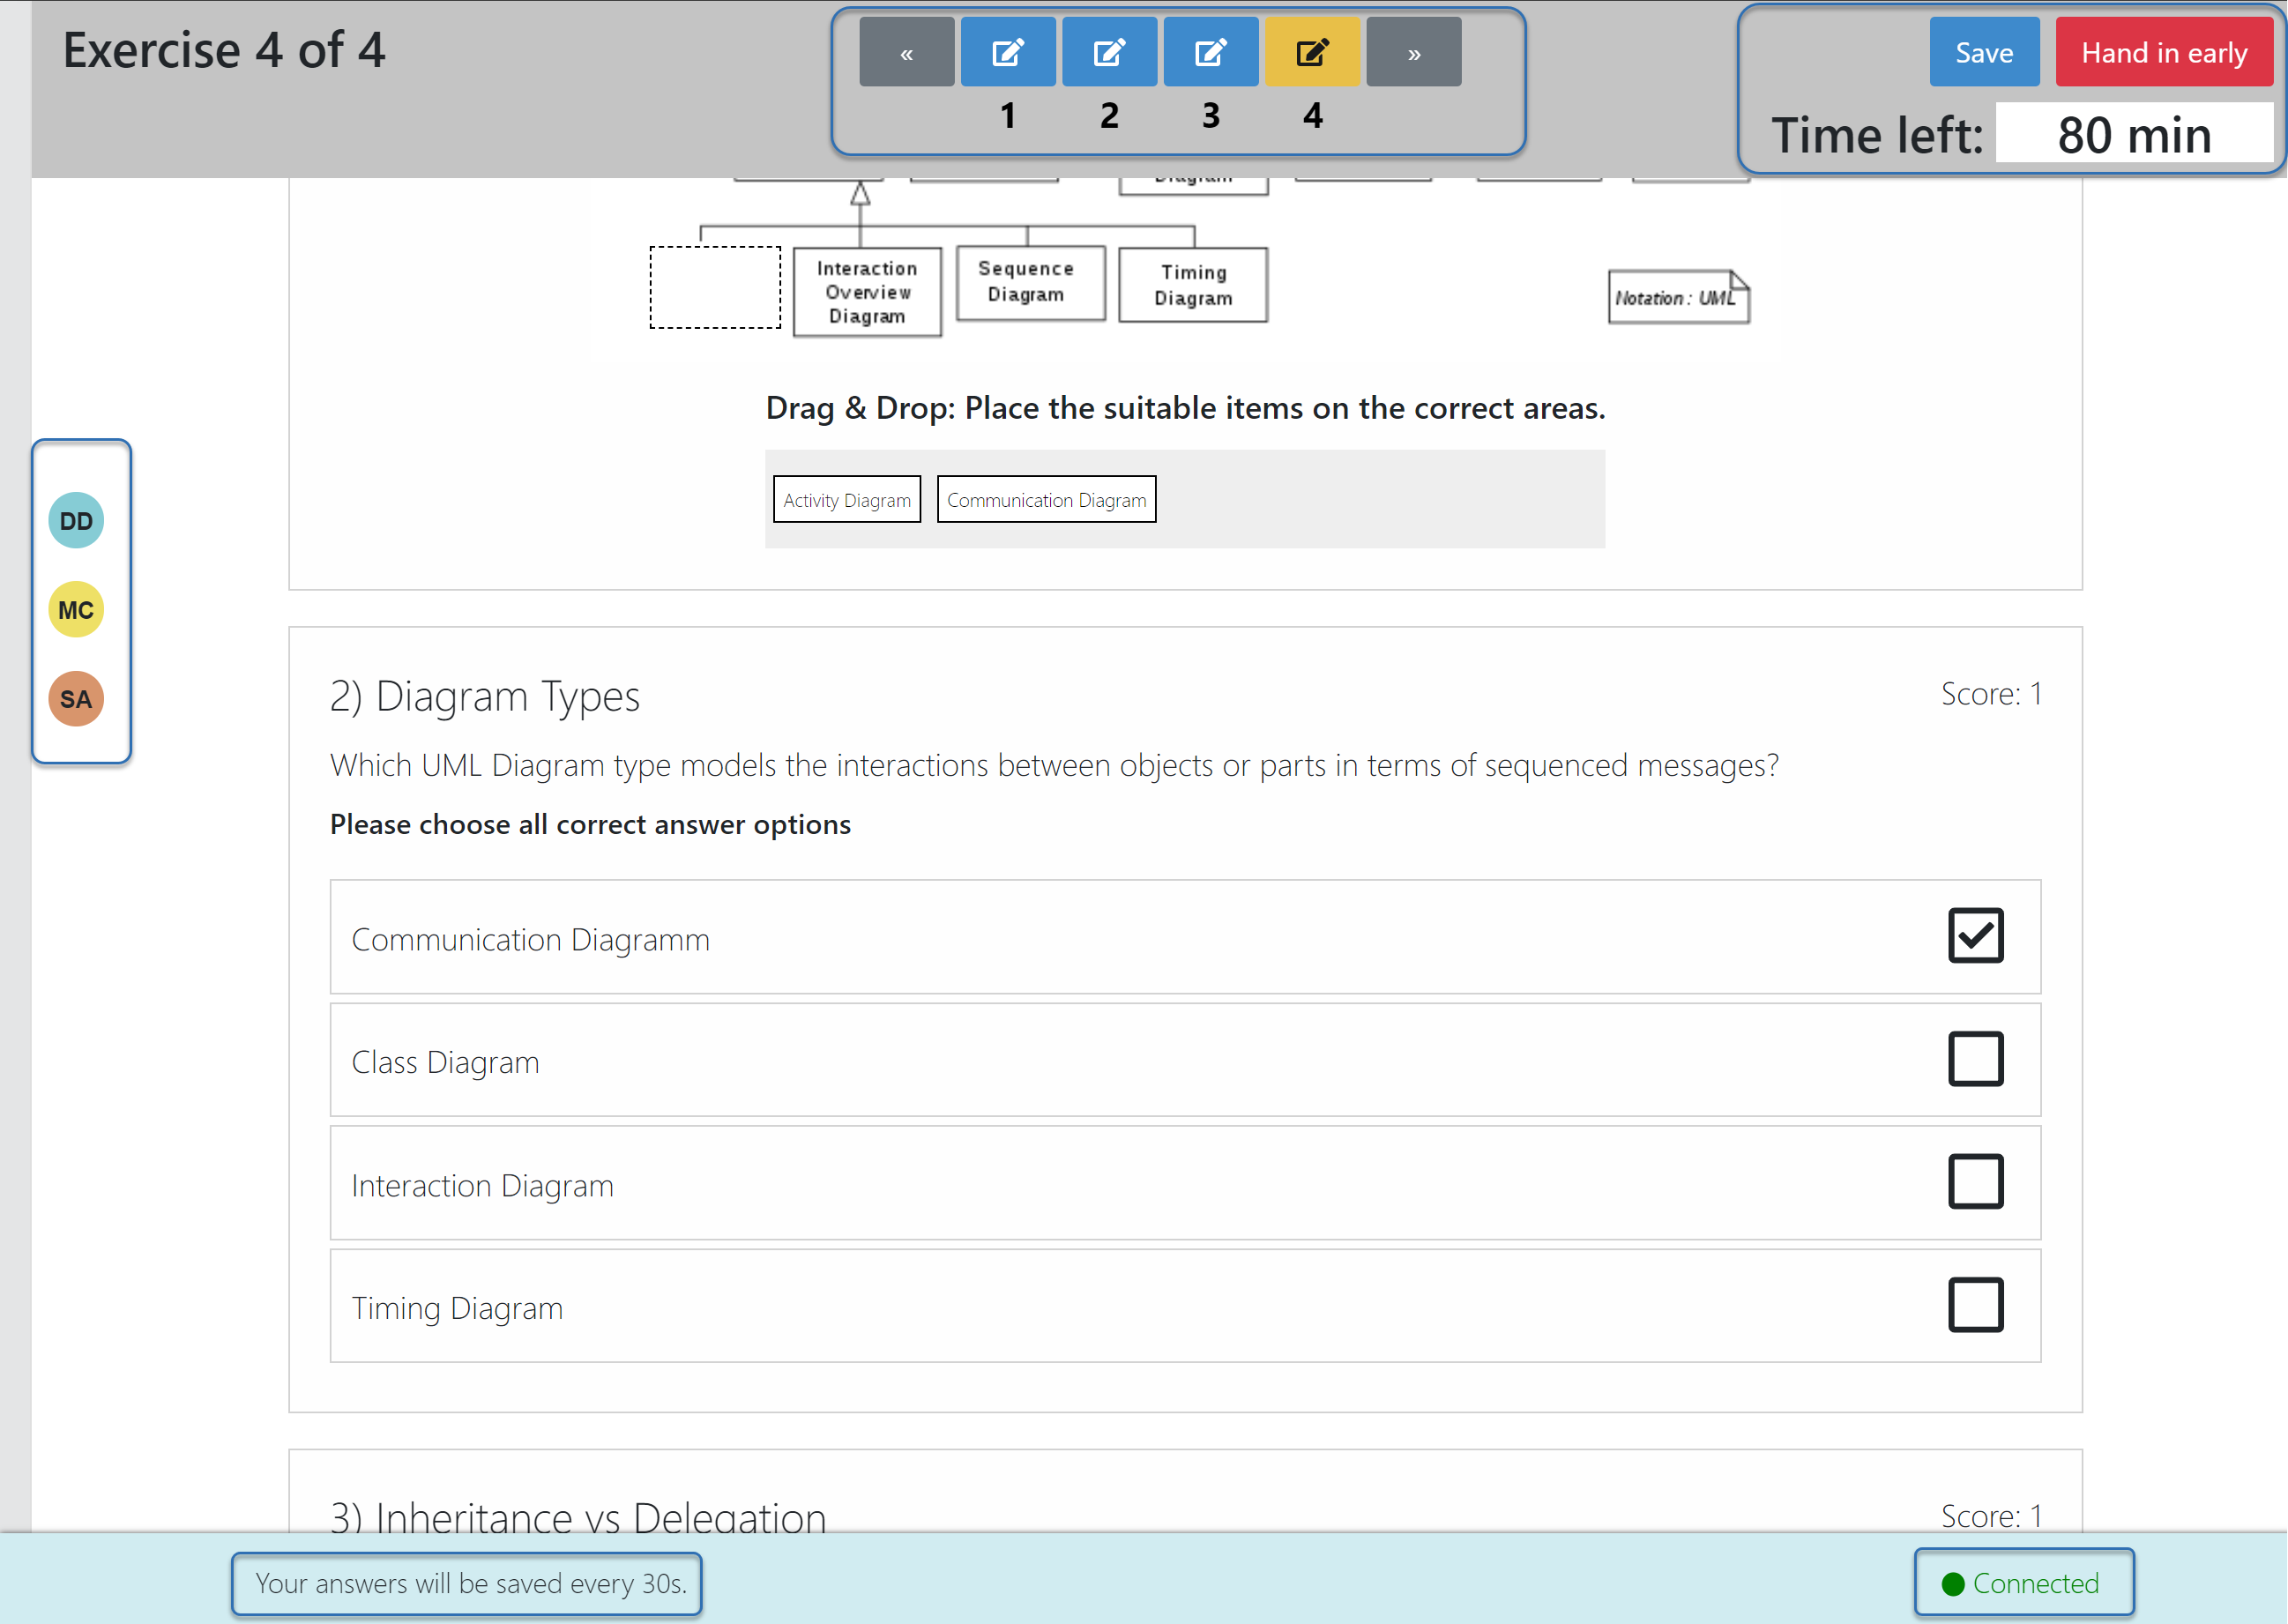 Exercise 4 of 4
«
»
Save
Hand in early
1
2
3
4
Time left:
80 min
Diagram
Interaction
Overview
Diagram
Sequence
Diagram
Timing
Diagram
Notation : UML
Drag & Drop: Place the suitable items on the correct areas.
Activity Diagram
Communication Diagram
DD
MC
SA
2) Diagram Types
Score: 1
Which UML Diagram type models the interactions between objects or parts in terms of sequenced messages?
Please choose all correct answer options
Communication Diagramm
Class Diagram
Interaction Diagram
Timing Diagram
3) Inheritance vs Delegation
Score: 1
Your answers will be saved every 30s.
Connected